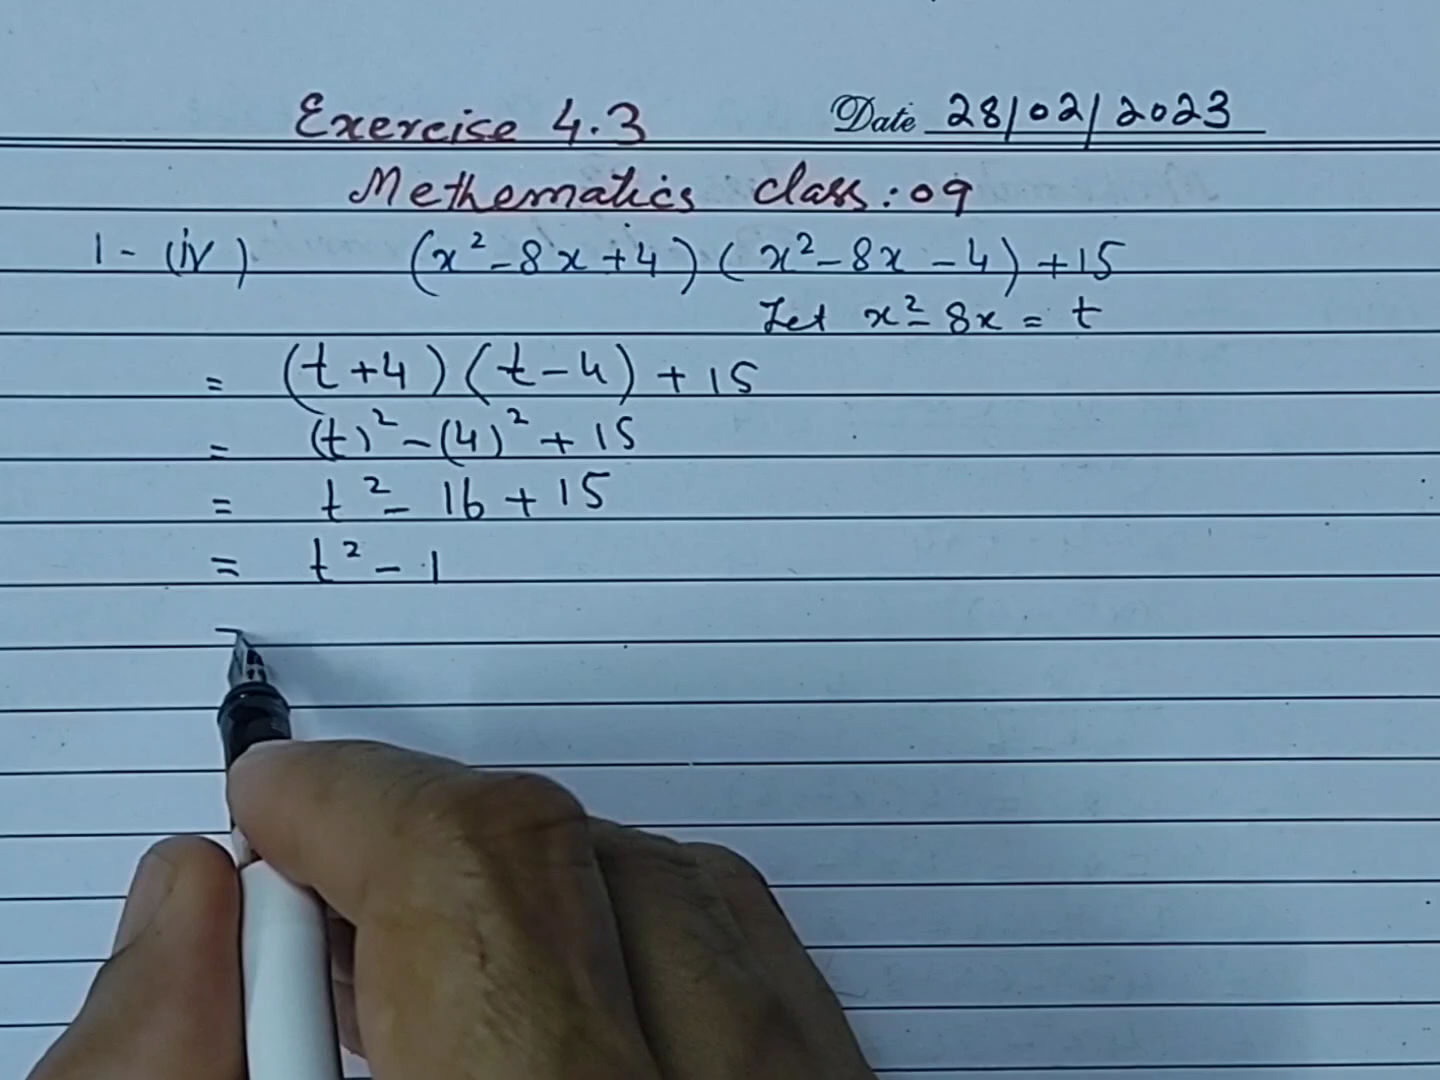 Exercise 4.3 Date 28/02/2023
Methematics class: 09
1 - (iv) (x² - 8x + 4) (x² - 8x - 4) + 15
Let x² - 8x = t
= (t + 4) (t - 4) + 15
= (t)² - (4)² + 15
= t² - 16 + 15
= t² - 1